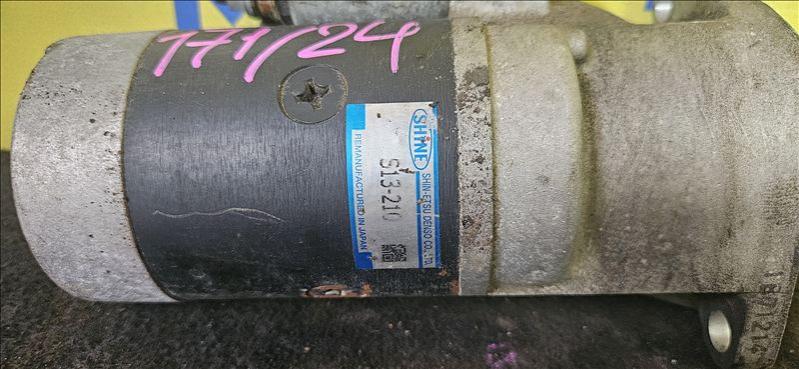 171/24
SHiNE
SHIN-ETSU DENSO CO., LTD.
S13-210
REMANUFACTURED IN JAPAN